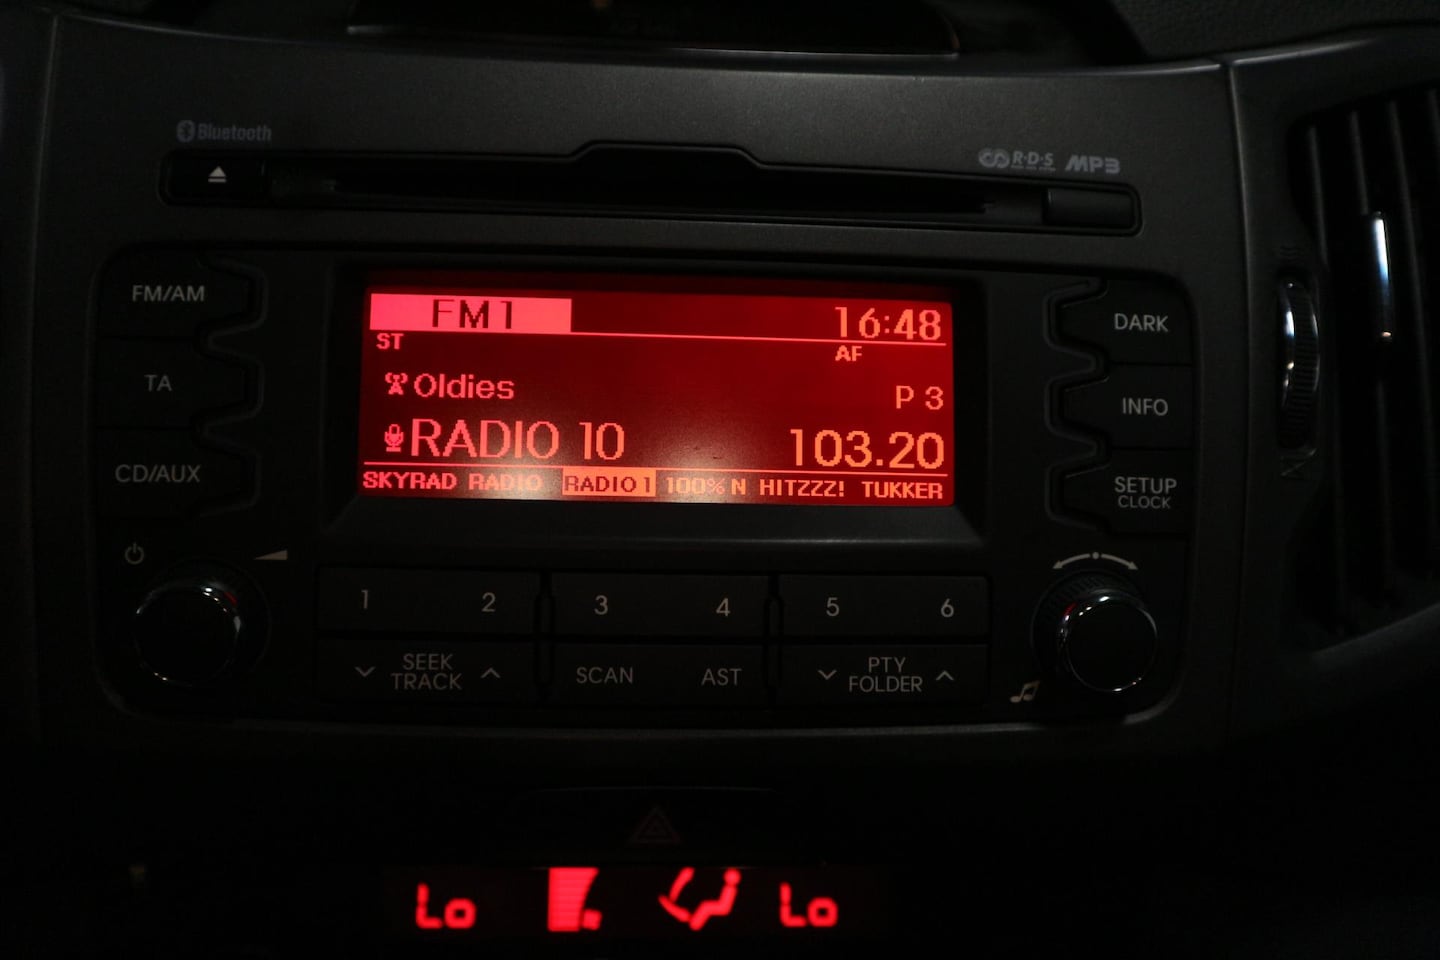 Bluetooth
R·D·S MP3
FM/AM
TA
CD/AUX
FM1 16:48
ST AF
Oldies P 3
RADIO 10 103.20
SKYRAD RADIO RADIO 1 100% N HITZZZ! TUKKER
DARK
INFO
SETUP
CLOCK
1 2 3 4 5 6
SEEK
TRACK
SCAN AST
PTY
FOLDER
Lo Lo